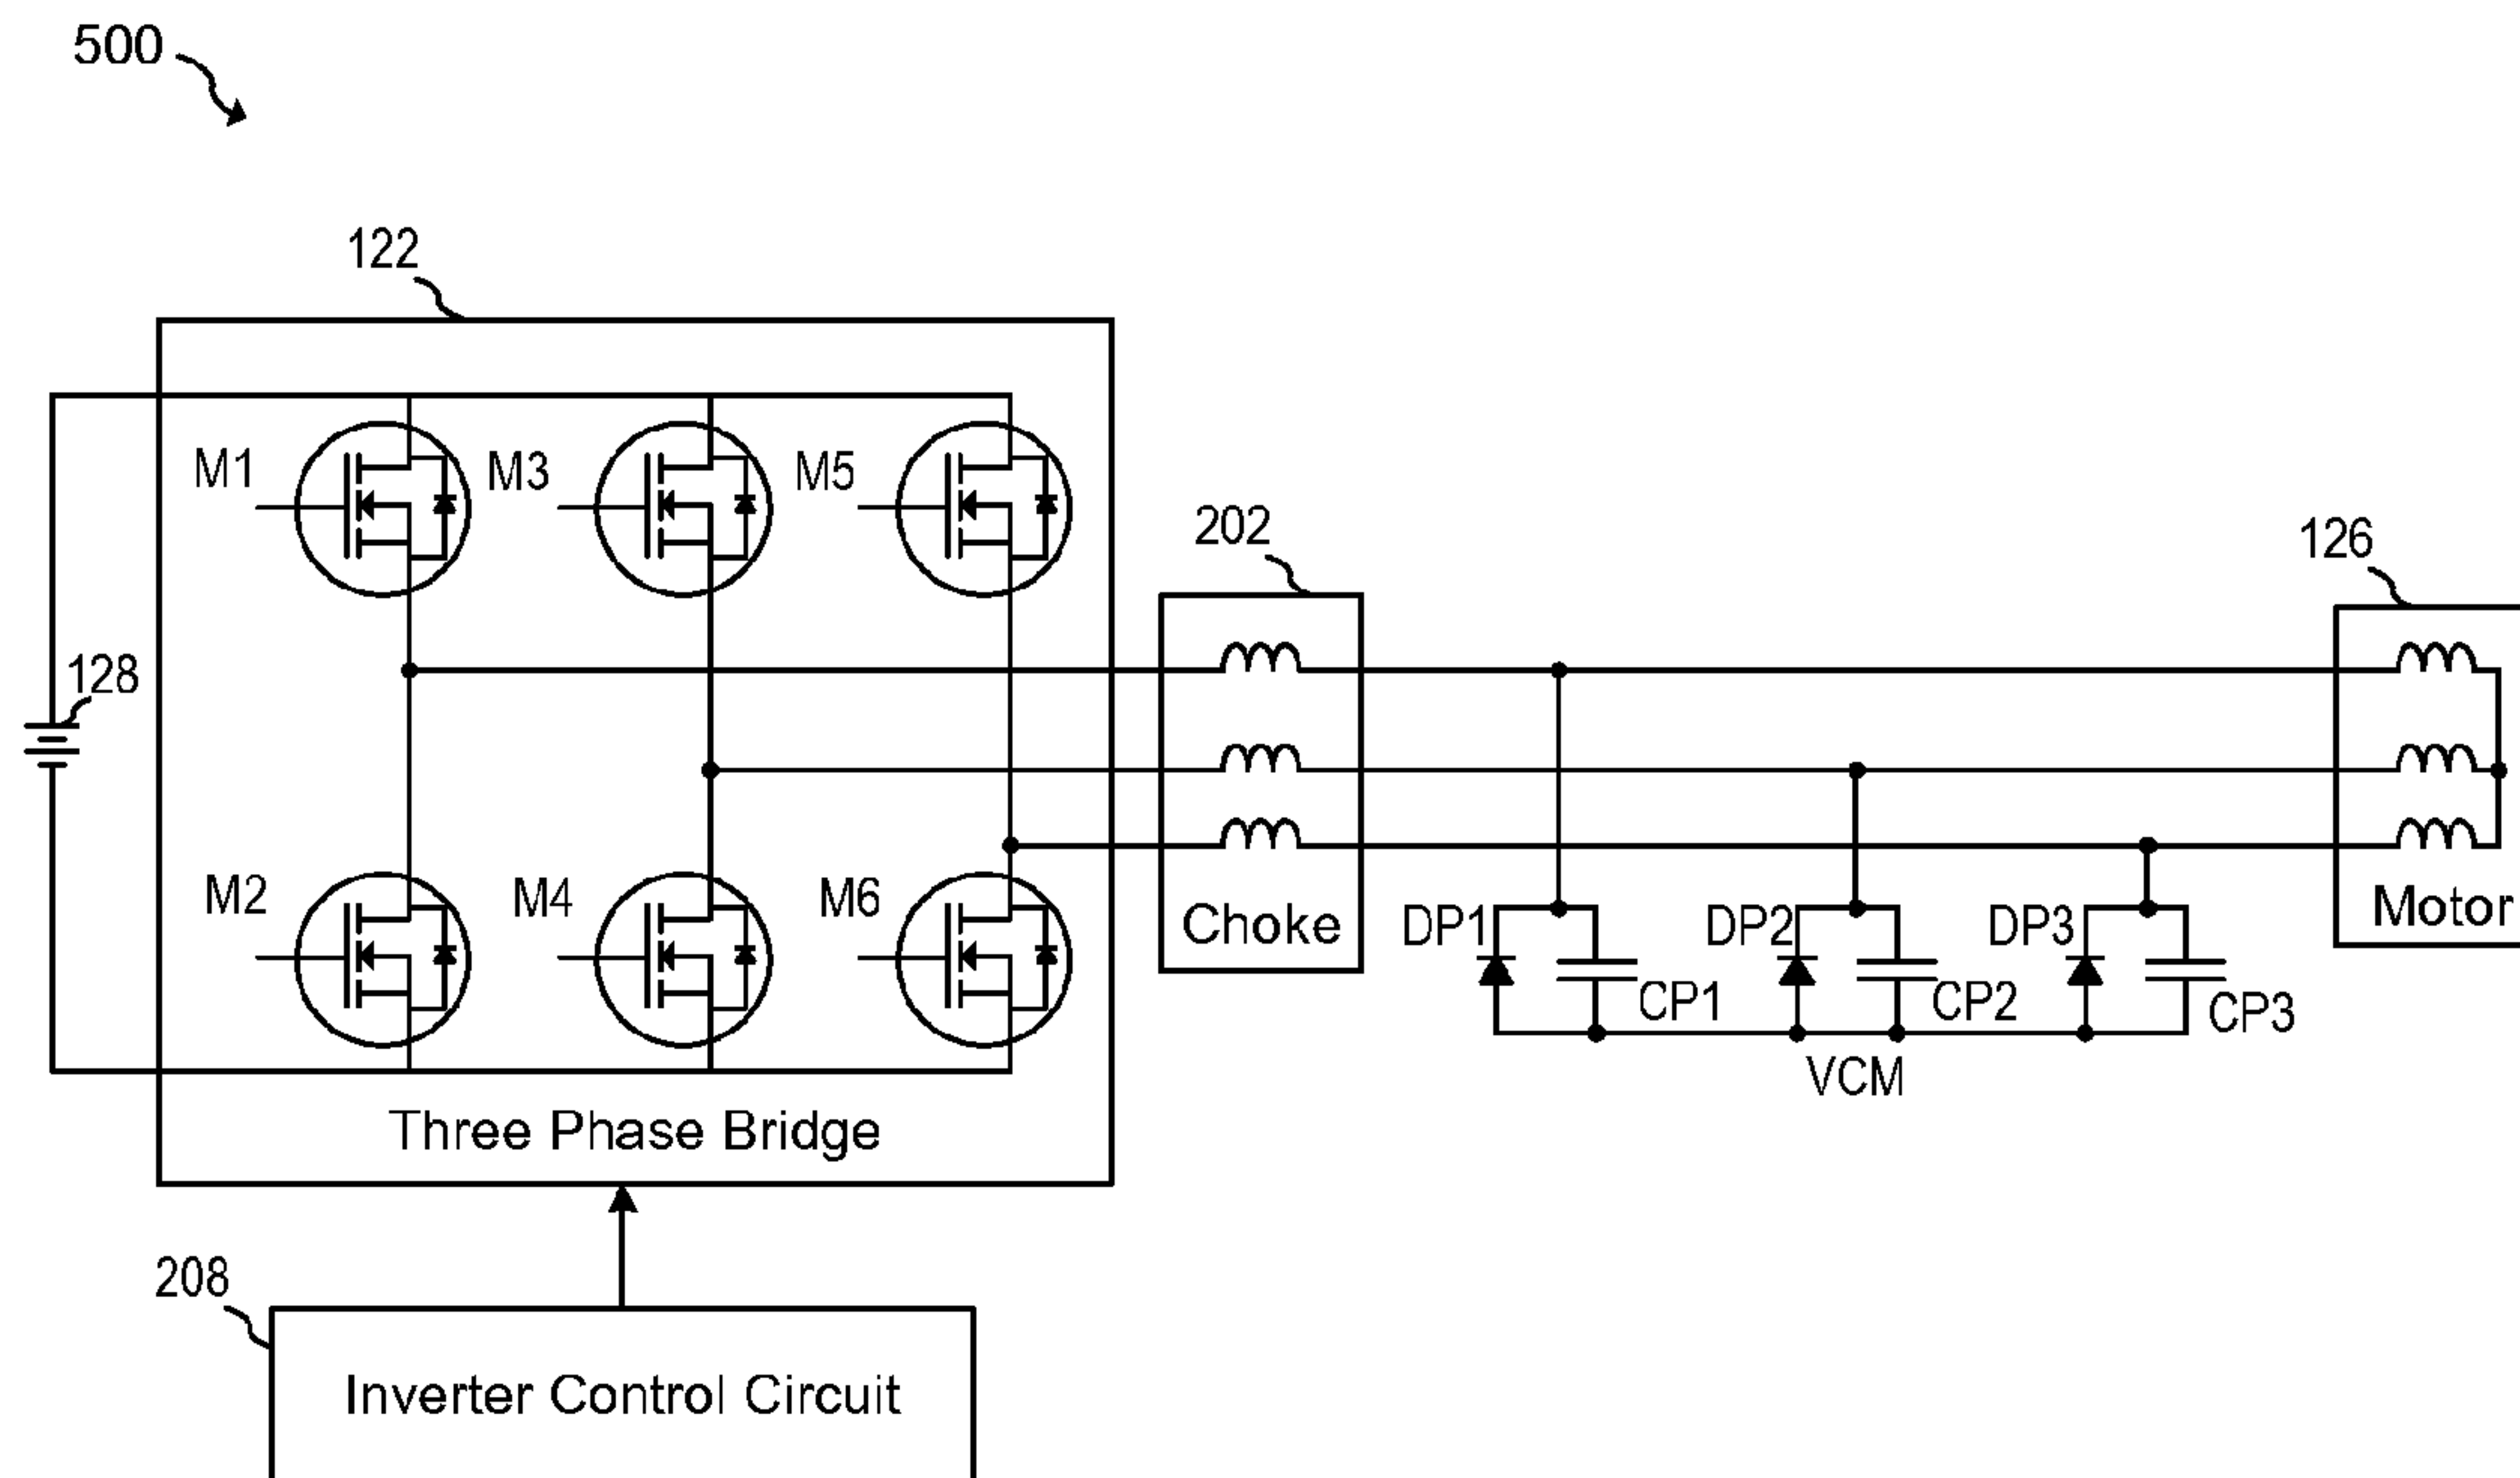 500
122
M1
M3
M5
202
126
128
M2
M4
M6
Choke
DP1
DP2
DP3
Motor
CP1
CP2
CP3
VCM
Three Phase Bridge
208
Inverter Control Circuit